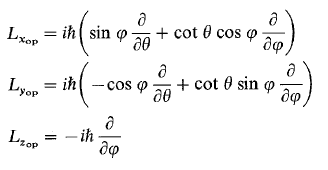 L_{x_{op}} = iħ(sin φ ∂/∂θ + cot θ cos φ ∂/∂φ)
L_{y_{op}} = iħ(−cos φ ∂/∂θ + cot θ sin φ ∂/∂φ)
L_{z_{op}} = −iħ ∂/∂φ